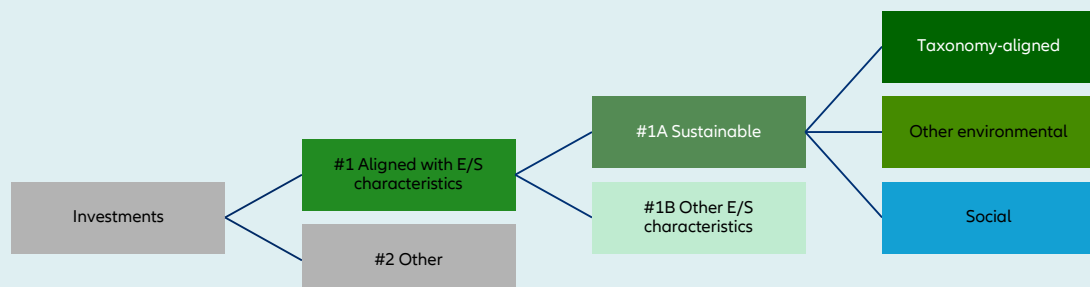 Taxonomy-aligned
#1A Sustainable
Other environmental
#1 Aligned with E/S
characteristics
Investments
#1B Other E/S
characteristics
Social
#2 Other